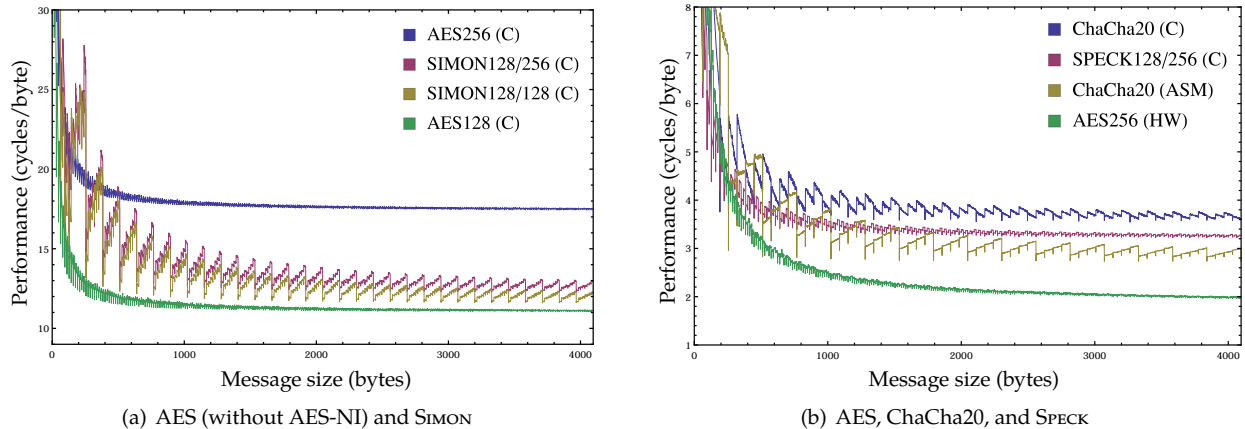 Performance (cycles/byte)
30
25
20
15
10
AES256 (C)
SIMON128/256 (C)
SIMON128/128 (C)
AES128 (C)
0 1000 2000 3000 4000
Message size (bytes)
(a) AES (without AES-NI) and SIMON
Performance (cycles/byte)
8
7
6
5
4
3
2
1
ChaCha20 (C)
SPECK128/256 (C)
ChaCha20 (ASM)
AES256 (HW)
0 1000 2000 3000 4000
Message size (bytes)
(b) AES, ChaCha20, and SPECK